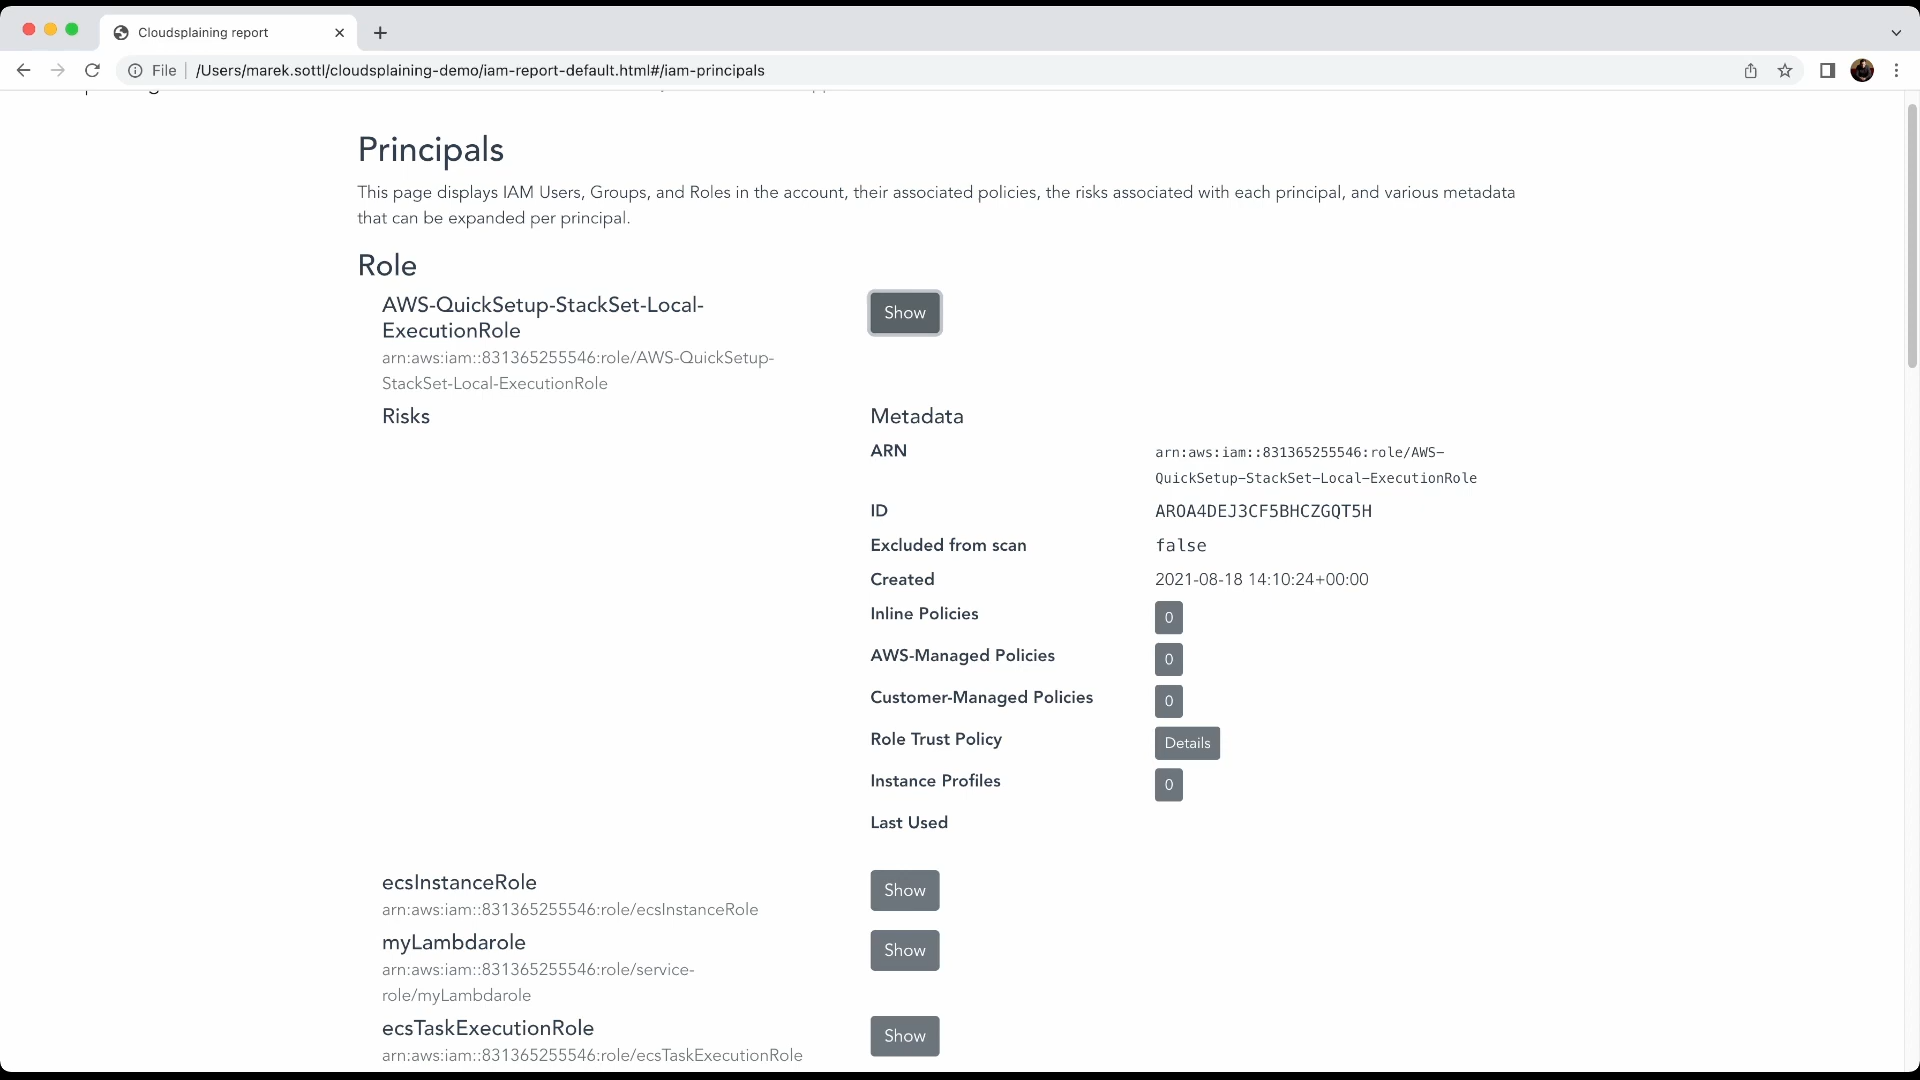 Cloudsplaining report
File
/Users/marek.sottl/cloudsplaining-demo/iam-report-default.html#/iam-principals
Principals
This page displays IAM Users, Groups, and Roles in the account, their associated policies, the risks associated with each principal, and various metadata
that can be expanded per principal.
Role
AWS-QuickSetup-StackSet-Local-
ExecutionRole
Show
arn:aws:iam::831365255546:role/AWS-QuickSetup-
StackSet-Local-ExecutionRole
Risks
Metadata
ARN
arn:aws:iam::831365255546:role/AWS-
QuickSetup-StackSet-Local-ExecutionRole
ID
AROA4DEJ3CF5BHCZGQT5H
Excluded from scan
false
Created
2021-08-18 14:10:24+00:00
Inline Policies
0
AWS-Managed Policies
0
Customer-Managed Policies
0
Role Trust Policy
Details
Instance Profiles
0
Last Used
ecsInstanceRole
Show
arn:aws:iam::831365255546:role/ecsInstanceRole
myLambdarole
Show
arn:aws:iam::831365255546:role/service-
role/myLambdarole
ecsTaskExecutionRole
Show
arn:aws:iam::831365255546:role/ecsTaskExecutionRole